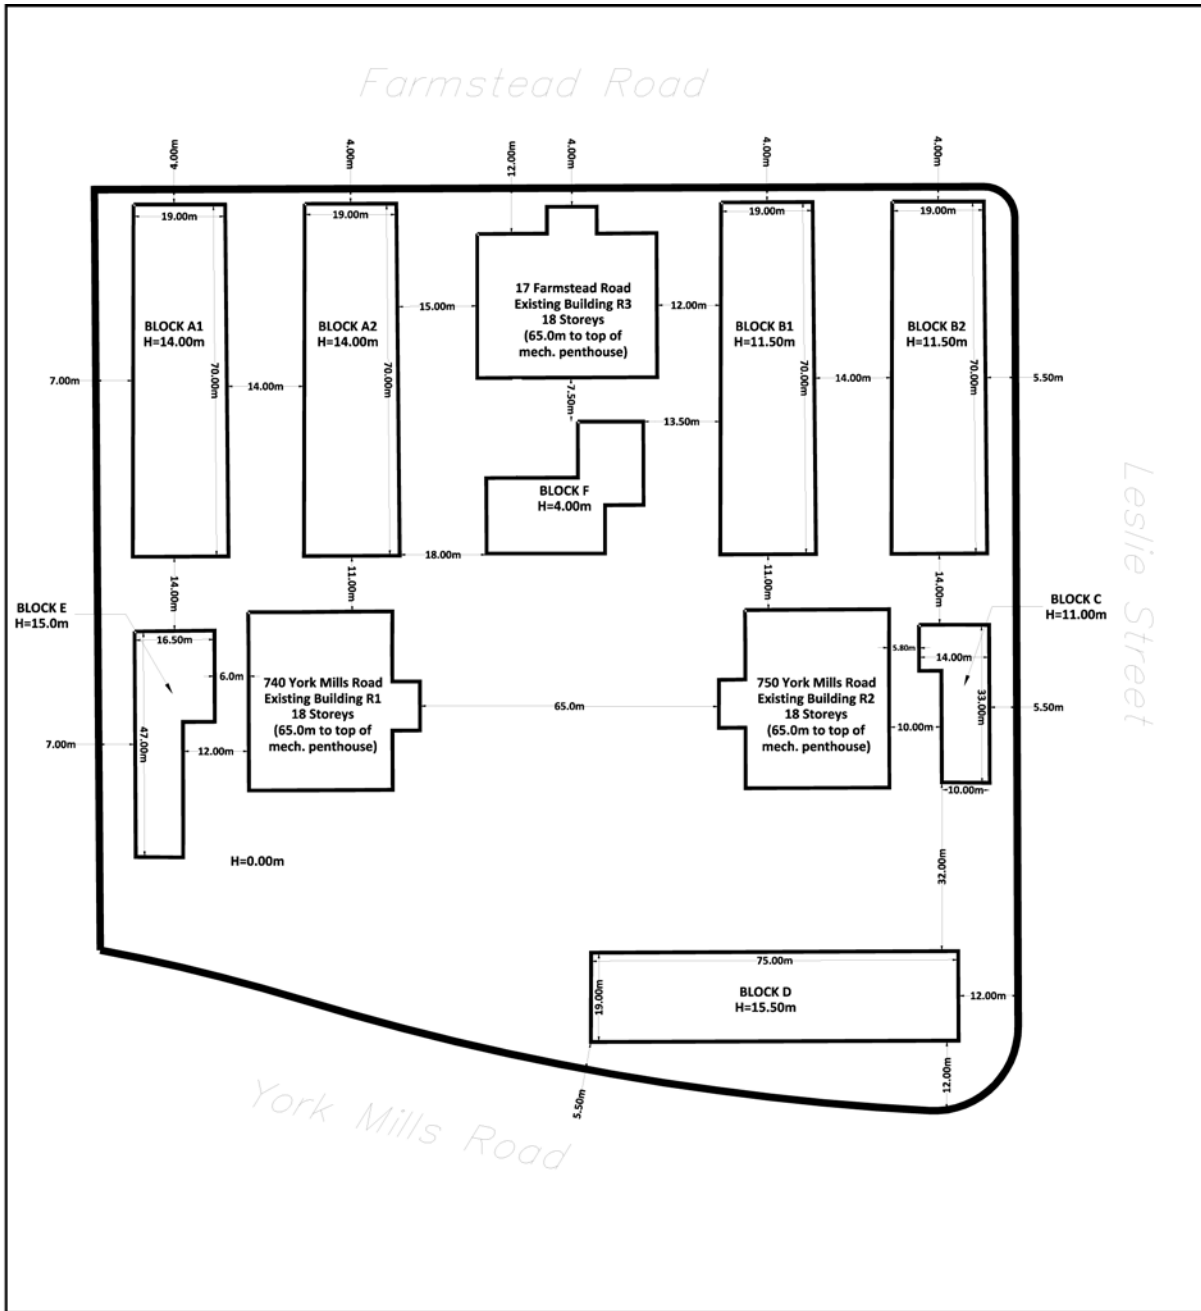 Farmstead Road
4.00m
4.00m
12.00m
4.00m
4.00m
4.00m
19.00m
19.00m
19.00m
19.00m
17 Farmstead Road
Existing Building R3
18 Storeys
(65.0m to top of
mech. penthouse)
15.00m
12.00m
BLOCK A1
H=14.00m
BLOCK A2
H=14.00m
BLOCK B1
H=11.50m
BLOCK B2
H=11.50m
70.00m
70.00m
70.00m
70.00m
7.00m
14.00m
7.50m
14.00m
5.50m
13.50m
BLOCK F
H=4.00m
18.00m
Leslie Street
14.00m
11.00m
11.00m
14.00m
BLOCK E
H=15.0m
BLOCK C
H=11.00m
16.50m
6.0m
5.80m
14.00m
740 York Mills Road
Existing Building R1
18 Storeys
(65.0m to top of
mech. penthouse)
65.0m
750 York Mills Road
Existing Building R2
18 Storeys
(65.0m to top of
mech. penthouse)
33.00m
5.50m
7.00m
47.00m
12.00m
10.00m
10.00m
H=0.00m
32.00m
75.00m
19.00m
BLOCK D
H=15.50m
12.00m
12.00m
5.50m
York Mills Road